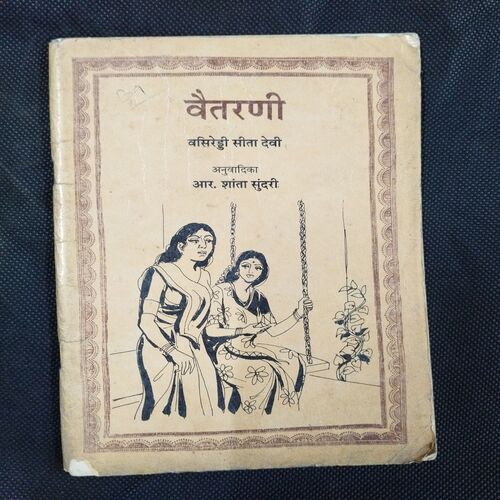 वैतरणी
वसिरेड्डी सीता देवी
अनुवादिका
आर. शांता सुंदरी